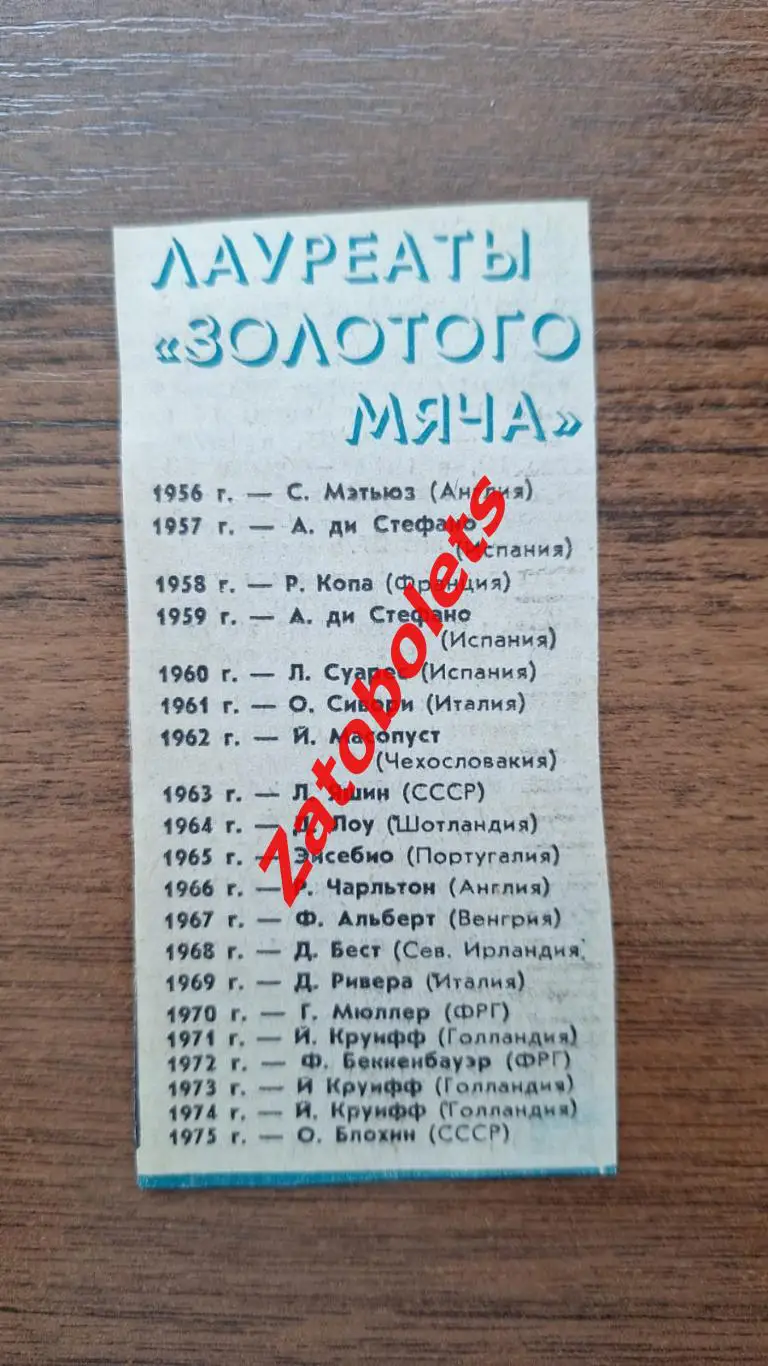 ЛАУРЕАТЫ
«ЗОЛОТОГО
МЯЧА»
1956 г. — С. Мэтьюз (Англия)
1957 г. — А. ди Стефано
(Испания)
1958 г. — Р. Копа (Франция)
1959 г. — А. ди Стефано
(Испания)
1960 г. — Л. Суарес (Испания)
1961 г. — О. Сивори (Италия)
1962 г. — Й. Масопуст
(Чехословакия)
1963 г. — Л. Яшин (СССР)
1964 г. — Д. Лоу (Шотландия)
1965 г. — Эйсебио (Португалия)
1966 г. — Р. Чарльтон (Англия)
1967 г. — Ф. Альберт (Венгрия)
1968 г. — Д. Бест (Сев. Ирландия)
1969 г. — Д. Ривера (Италия)
1970 г. — Г. Мюллер (ФРГ)
1971 г. — Й. Круифф (Голландия)
1972 г. — Ф. Беккенбауэр (ФРГ)
1973 г. — Й Круифф (Голландия)
1974 г. — Й. Круифф (Голландия)
1975 г. — О. Блохин (СССР)
Zatobolets